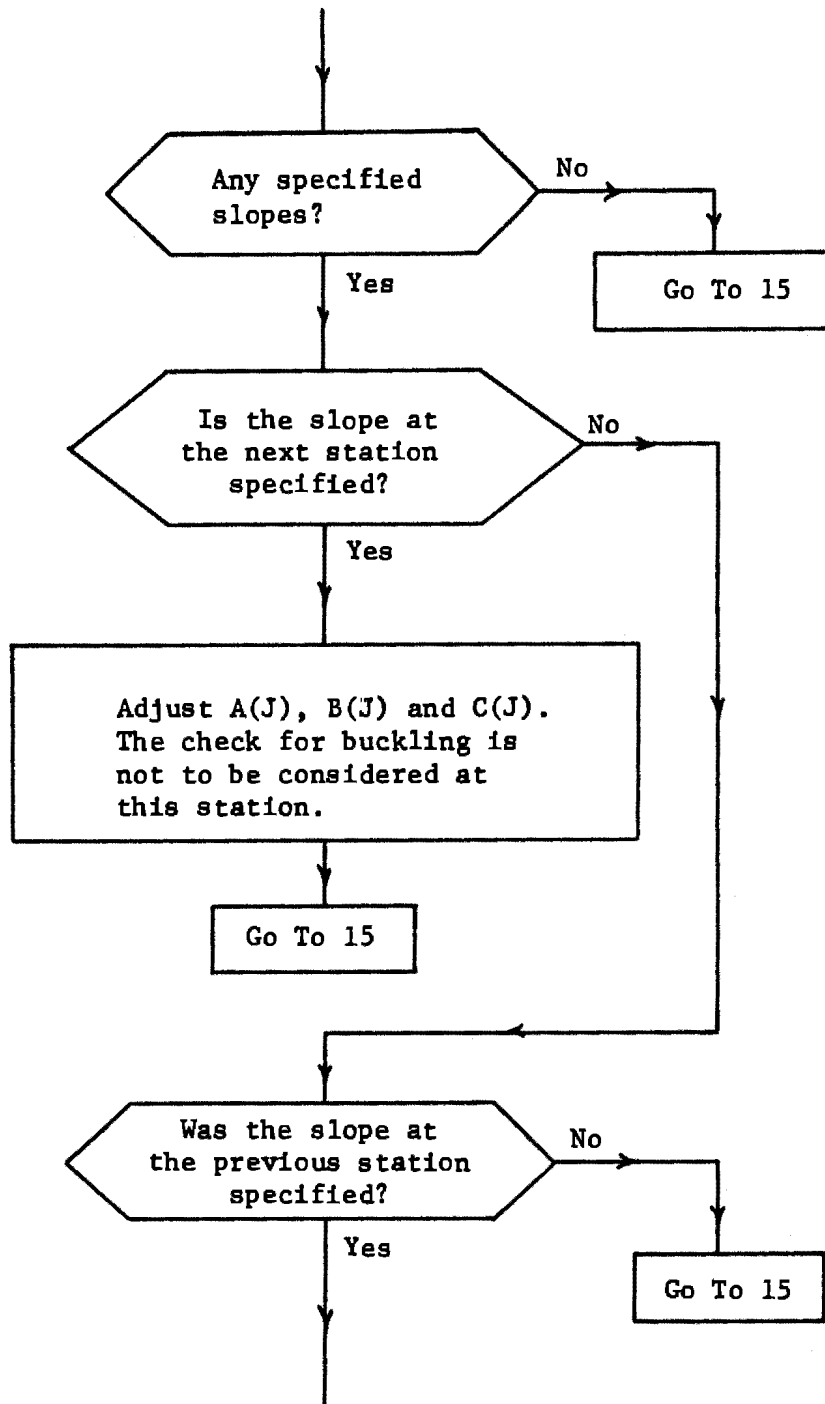 Any specified
slopes?
No
Go To 15
Yes
Is the slope at
the next station
specified?
No
Yes
Adjust A(J), B(J) and C(J).
The check for buckling is
not to be considered at
this station.
Go To 15
Was the slope at
the previous station
specified?
No
Yes
Go To 15